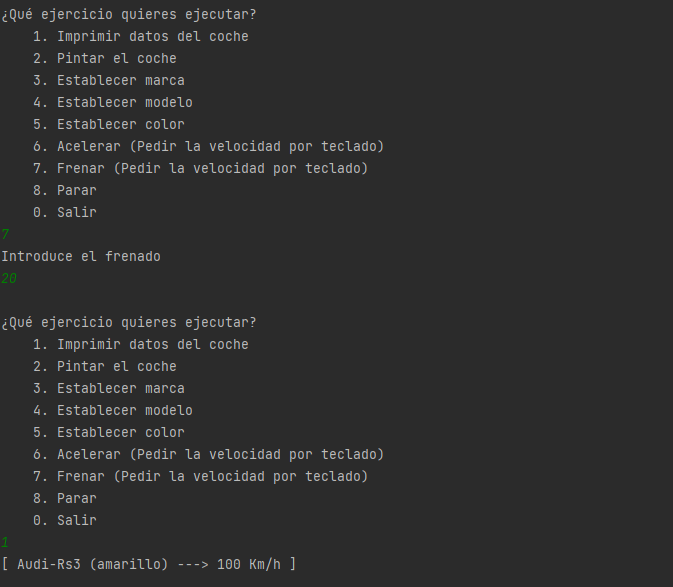 ¿Qué ejercicio quieres ejecutar?
1. Imprimir datos del coche
2. Pintar el coche
3. Establecer marca
4. Establecer modelo
5. Establecer color
6. Acelerar (Pedir la velocidad por teclado)
7. Frenar (Pedir la velocidad por teclado)
8. Parar
0. Salir
7
Introduce el frenado
20
¿Qué ejercicio quieres ejecutar?
1. Imprimir datos del coche
2. Pintar el coche
3. Establecer marca
4. Establecer modelo
5. Establecer color
6. Acelerar (Pedir la velocidad por teclado)
7. Frenar (Pedir la velocidad por teclado)
8. Parar
0. Salir
1
[ Audi-Rs3 (amarillo) ---> 100 Km/h ]